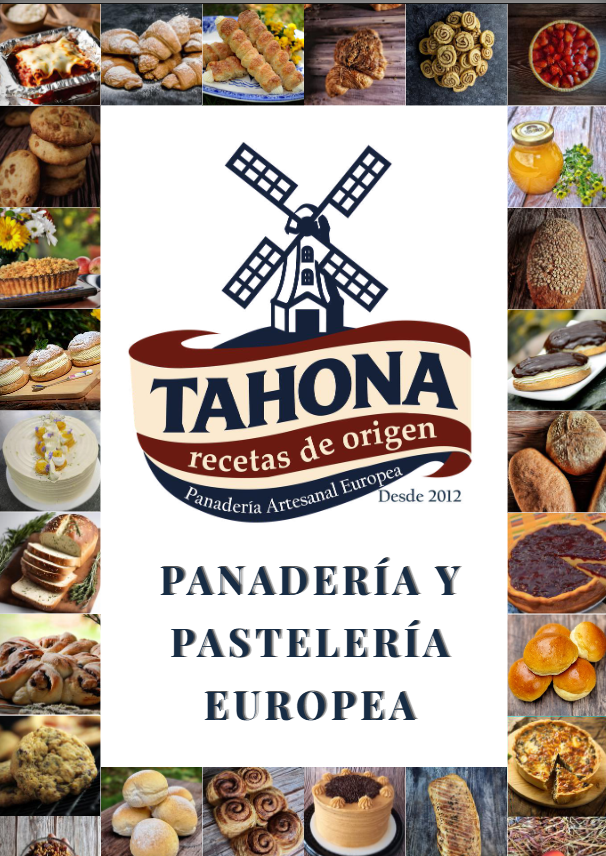 TAHONA
recetas de origen
Panadería Artesanal Europea
Desde 2012
PANADERÍA Y
PASTELERÍA
EUROPEA